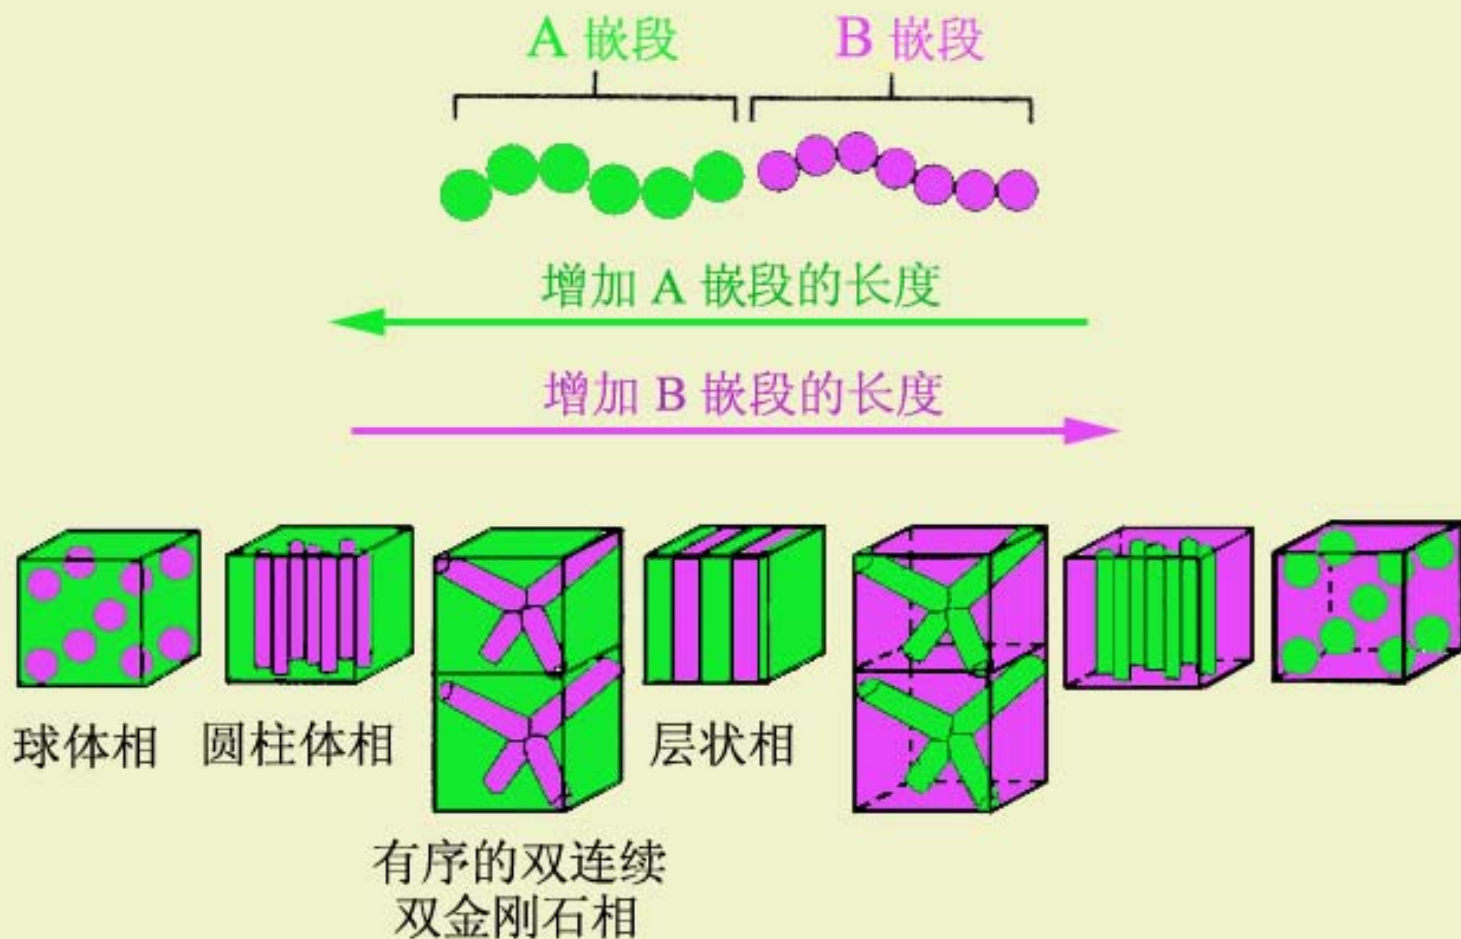 A 嵌段
B 嵌段
增加 A 嵌段的长度
增加 B 嵌段的长度
球体相
圆柱体相
层状相
有序的双连续
双金刚石相